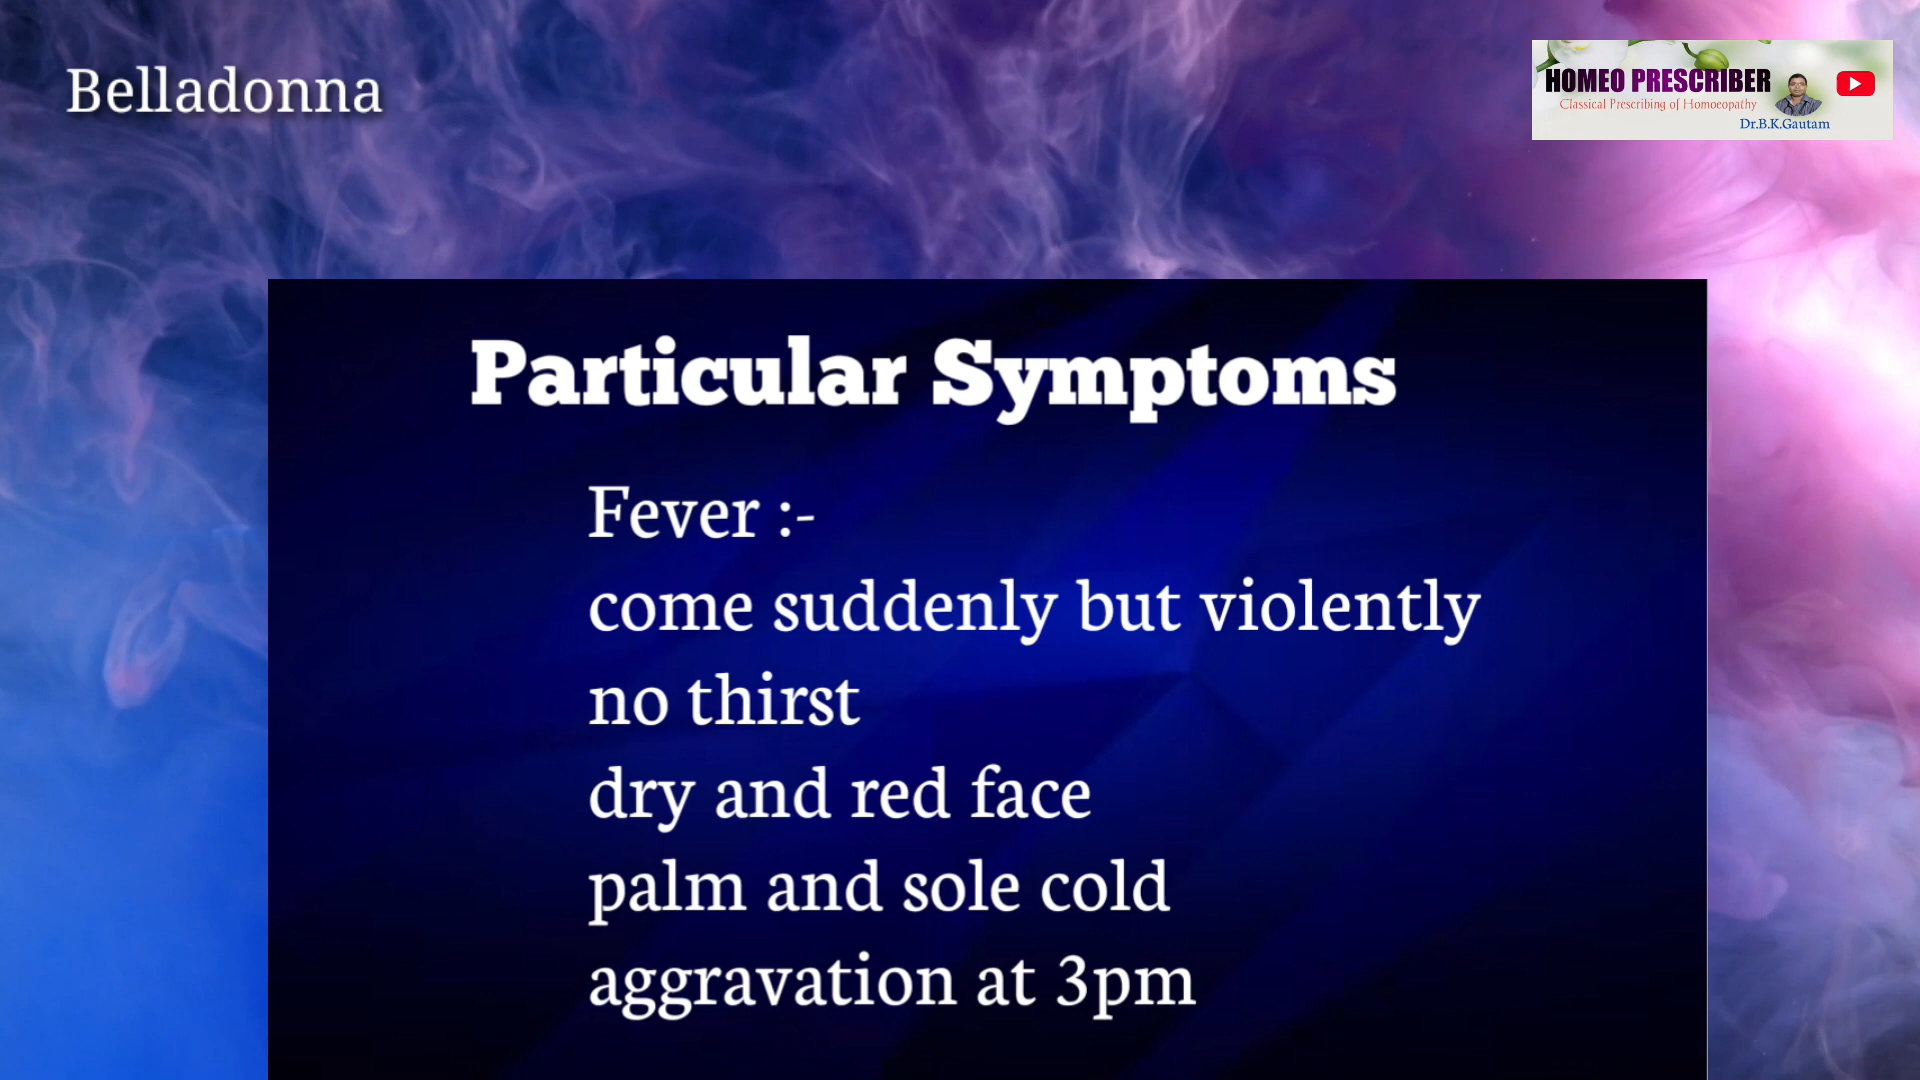 Belladonna
HOMEO PRESCRIBER
Classical Prescribing of Homoeopathy
Dr.B.K.Gautam
Particular Symptoms
Fever :-
come suddenly but violently
no thirst
dry and red face
palm and sole cold
aggravation at 3pm